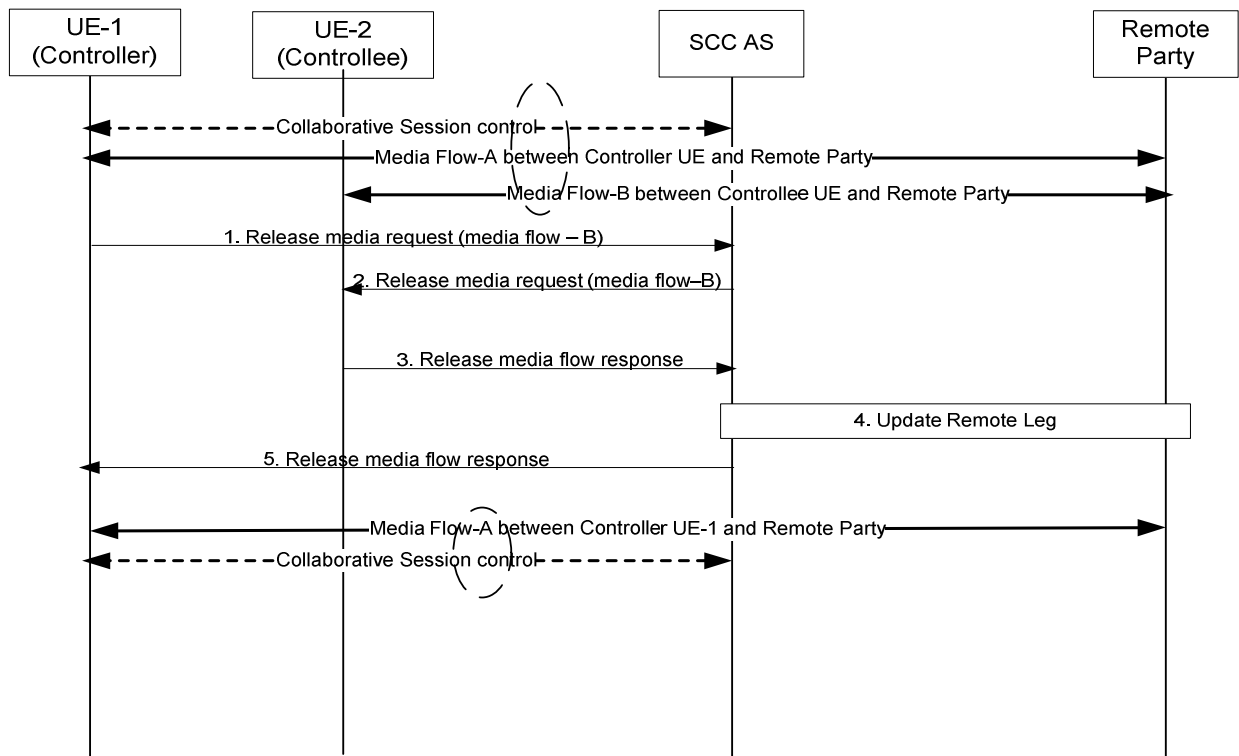 UE-1
(Controller)
UE-2
(Controllee)
SCC AS
Remote
Party
Collaborative Session control
Media Flow-A between Controller UE and Remote Party
Media Flow-B between Controllee UE and Remote Party
1. Release media request (media flow – B)
2. Release media request (media flow–B)
3. Release media flow response
4. Update Remote Leg
5. Release media flow response
Media Flow-A between Controller UE-1 and Remote Party
Collaborative Session control